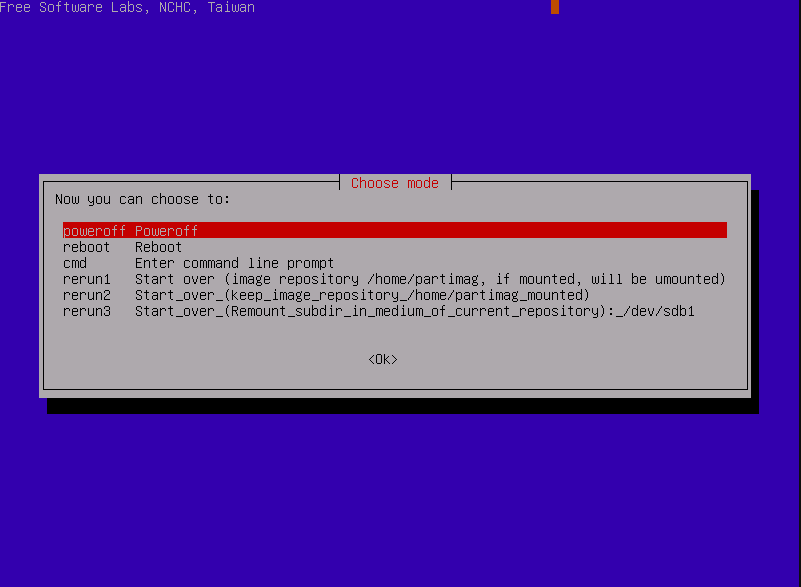 Free Software Labs, NCHC, Taiwan
Choose mode
Now you can choose to:
poweroff Poweroff
reboot Reboot
cmd Enter command line prompt
rerun1 Start over (image repository /home/partimag, if mounted, will be umounted)
rerun2 Start_over_(keep_image_repository_/home/partimag_mounted)
rerun3 Start_over_(Remount_subdir_in_medium_of_current_repository):_/dev/sdb1
<Ok>